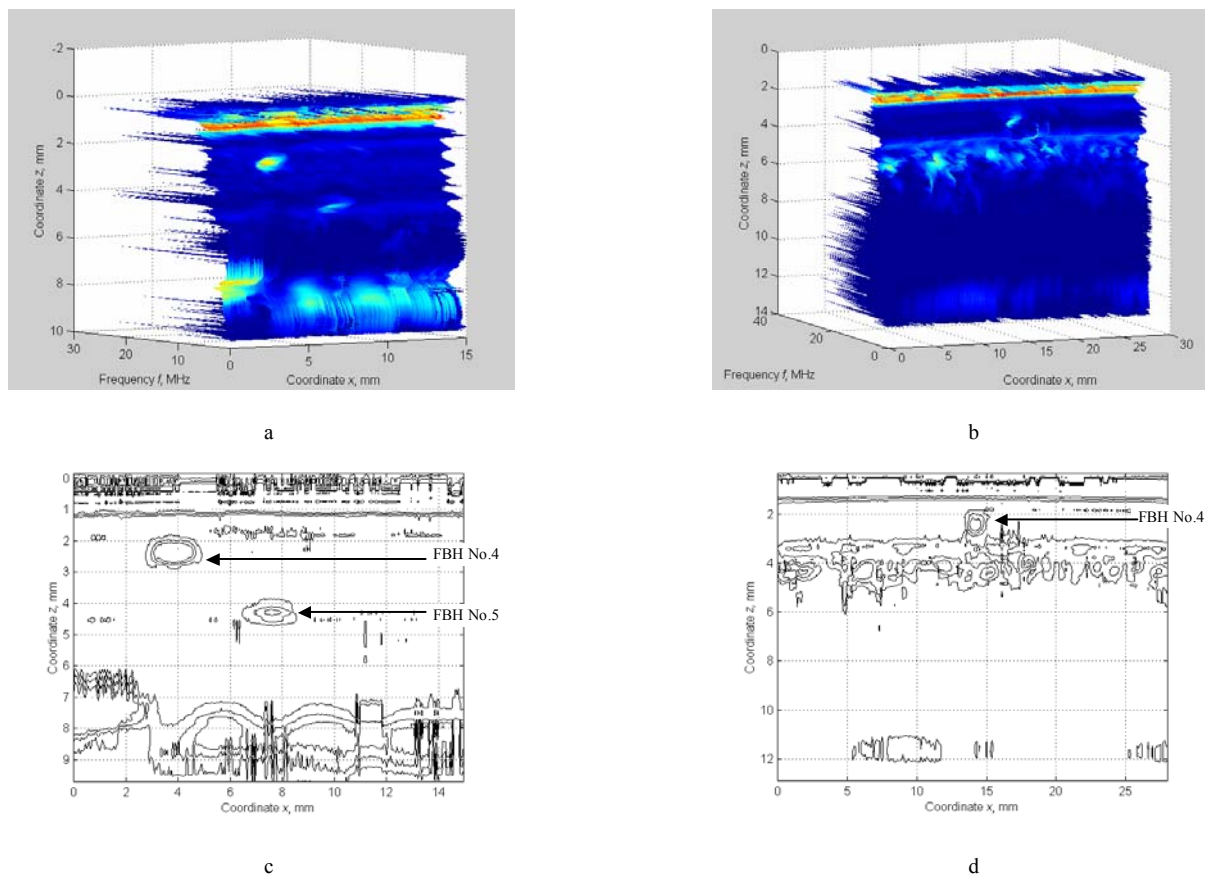 -2
0
2
4
6
8
10
Coordinate z, mm
30
20
10
0
Frequency f, MHz
0
5
10
15
Coordinate x, mm
a
0
2
4
6
8
10
12
14
Coordinate z, mm
40
20
0
Frequency f, MHz
0
5
10
15
20
25
30
Coordinate x, mm
b
0
1
2
3
4
5
6
7
8
9
Coordinate z, mm
FBH No.4
FBH No.5
0 2 4 6 8 10 12 14
Coordinate x, mm
c
2
4
6
8
10
12
Coordinate z, mm
FBH No.4
0 5 10 15 20 25
Coordinate x, mm
d